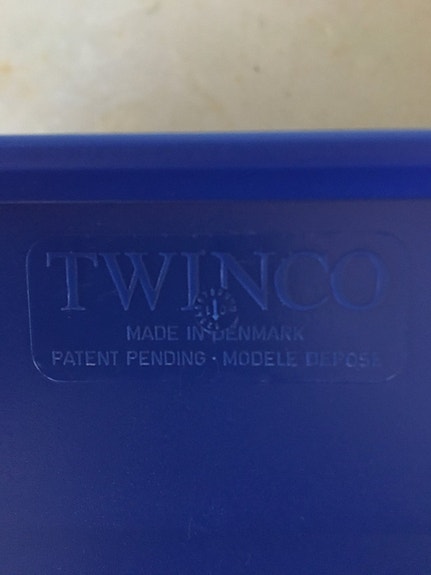 TWINCO
MADE IN DENMARK
PATENT PENDING · MODELE DEPOSE